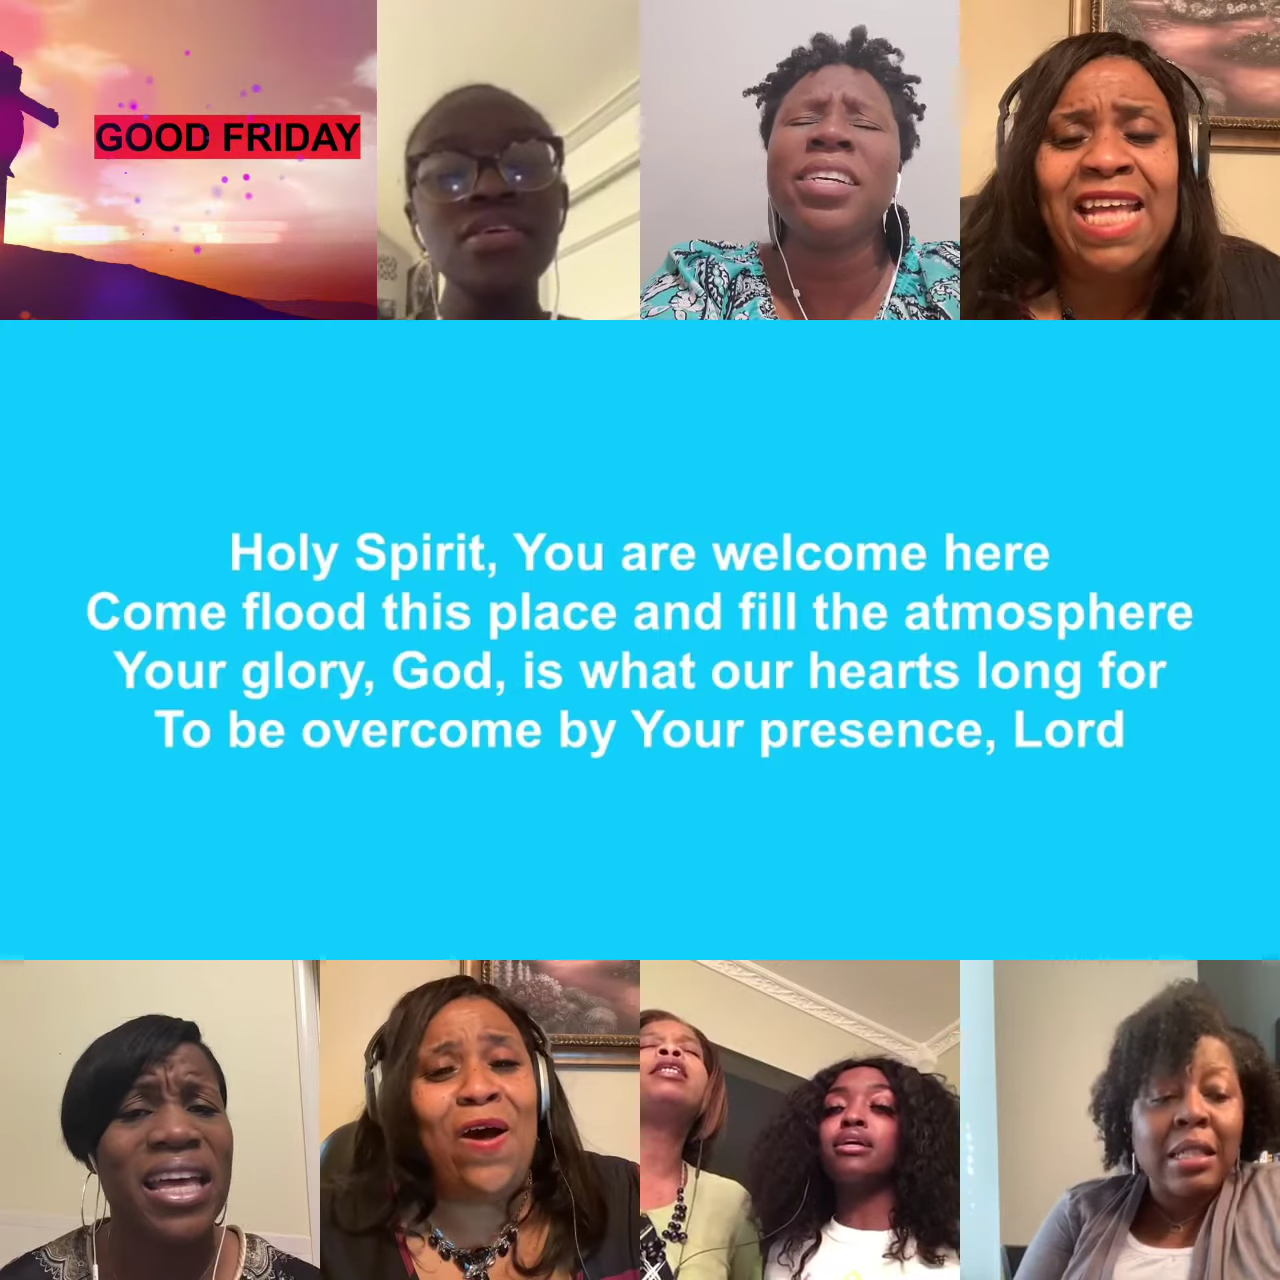 GOOD FRIDAY
Holy Spirit, You are welcome here
Come flood this place and fill the atmosphere
Your glory, God, is what our hearts long for
To be overcome by Your presence, Lord